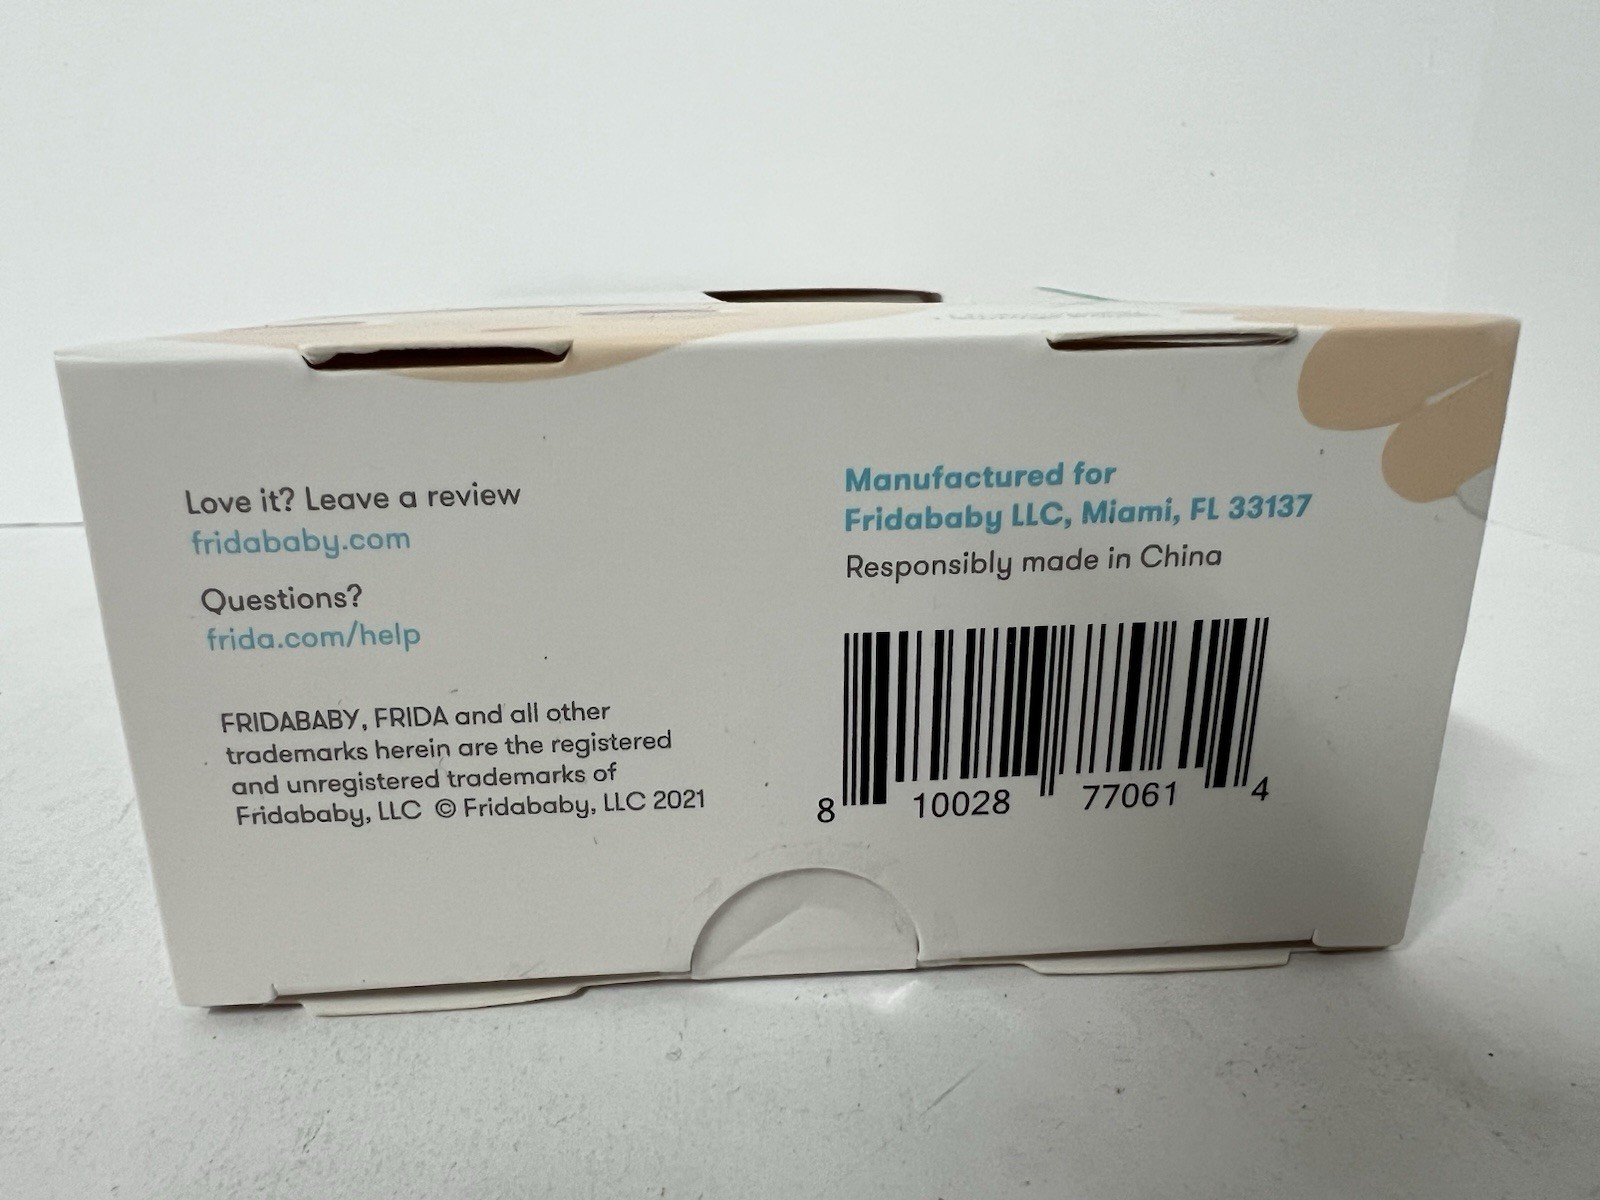 Love it? Leave a review
fridababy.com
Questions?
frida.com/help
FRIDABABY, FRIDA and all other
trademarks herein are the registered
and unregistered trademarks of
Fridababy, LLC © Fridababy, LLC 2021
Manufactured for
Fridababy LLC, Miami, FL 33137
Responsibly made in China
8 10028 77061 4